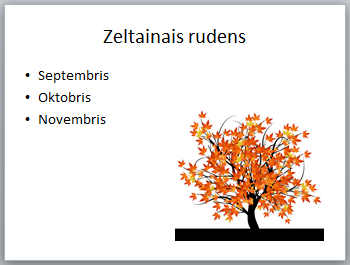 Zeltainais rudens
• Septembris
• Oktobris
• Novembris